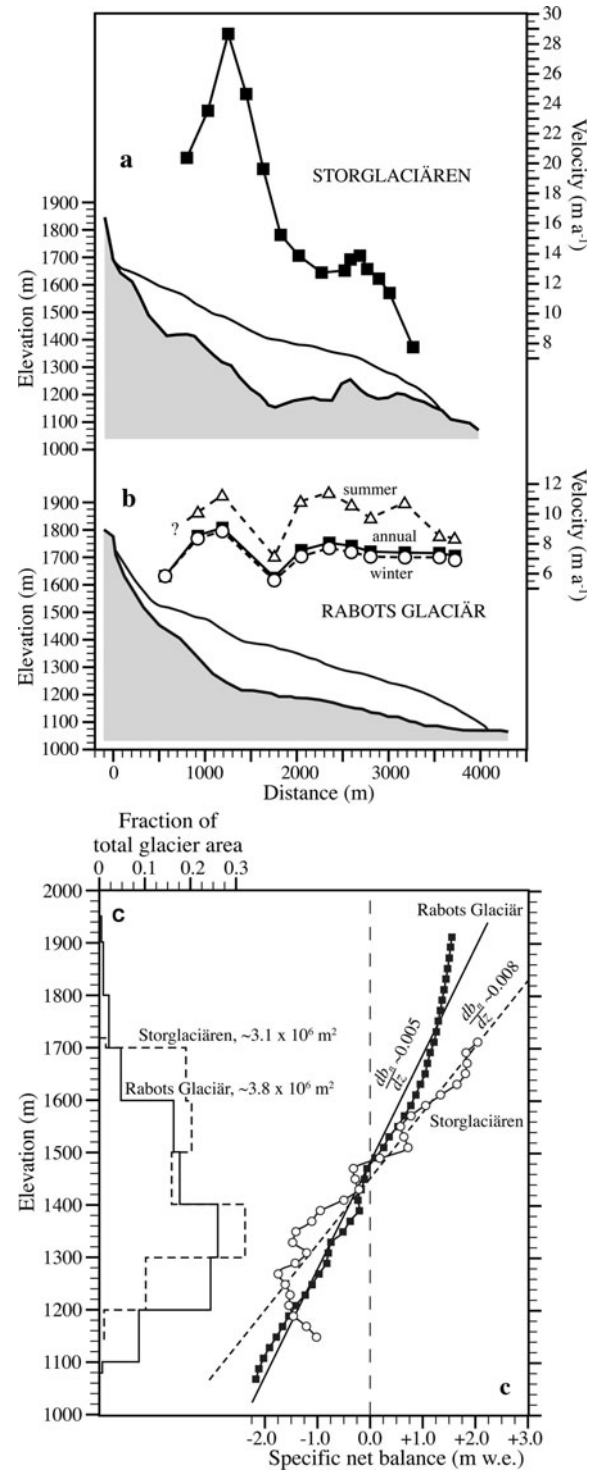 30
28
26
24
22
20
18
16
14
12
10
8
Velocity (m a-1)
Velocity (m a-1)
a
STORGLACIÄREN
1900
1800
1700
1600
1500
1400
1300
1200
1100
1000
Elevation (m)
b
?
summer
annual
winter
RABOTS GLACIÄR
12
10
8
6
Velocity (m a-1)
1900
1800
1700
1600
1500
1400
1300
1200
1100
1000
Elevation (m)
0 1000 2000 3000 4000
Distance (m)
Fraction of
total glacier area
0 0.1 0.2 0.3
c
2000
1900
1800
1700
1600
1500
1400
1300
1200
1100
1000
Elevation (m)
Storglaciären, ~3.1 x 10⁶ m²
Rabots Glaciär, ~3.8 x 10⁶ m²
Rabots Glaciär
dbn/dz ~0.005
dbn/dz ~0.008
Storglaciären
c
-2.0 -1.0 0.0 +1.0 +2.0 +3.0
Specific net balance (m w.e.)